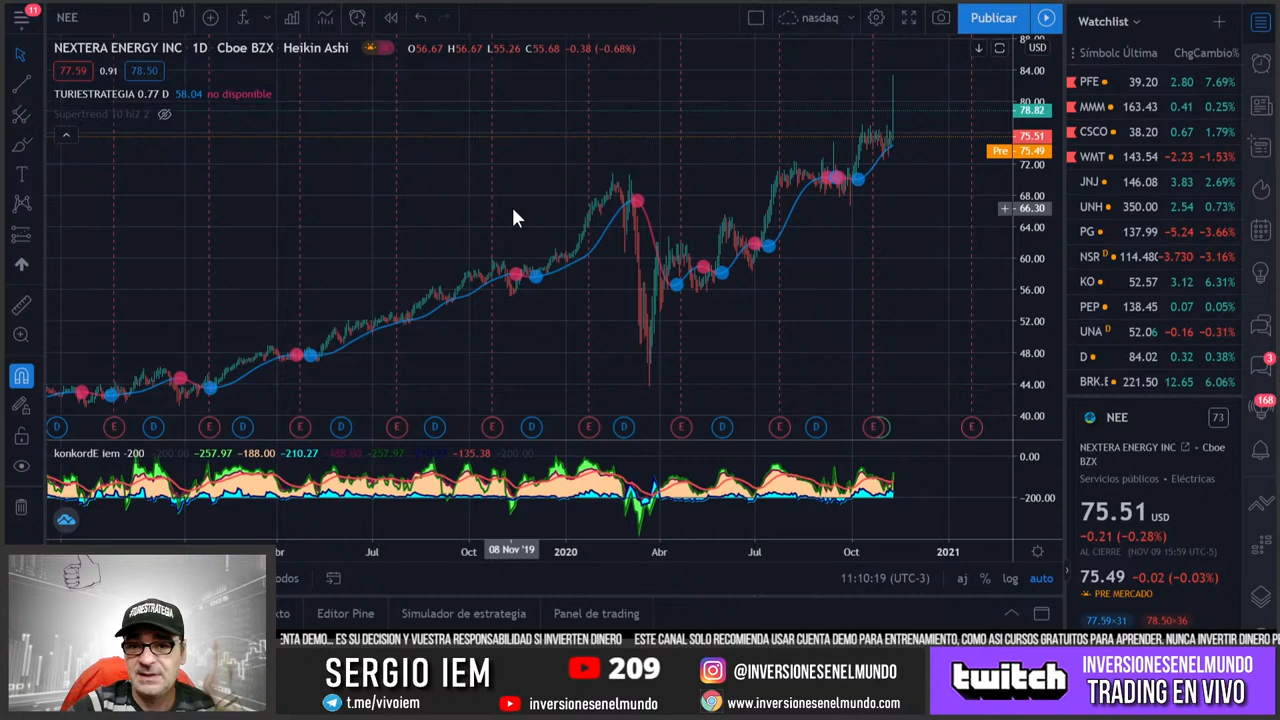 11
NEE
D
nasdaq
Publicar
Watchlist
NEXTERA ENERGY INC • 1D • Cboe BZX Heikin Ashi
O56.67 H56.67 L55.26 C55.68 -0.38 (-0.68%)
77.59 0.91 78.50
TURIESTRATEGIA 0.77 D 58.04 no disponible
Supertrend 10 hl2 2
USD
88.00
84.00
80.00
78.82
75.51
Pre 75.49
72.00
68.00
66.30
64.00
60.00
56.00
52.00
48.00
44.00
40.00
Símbolo Última Chg Cambio%
PFE 39.20 2.80 7.69%
MMM 163.43 0.41 0.25%
CSCO 38.20 0.67 1.79%
WMT 143.54 -2.23 -1.53%
JNJ 146.08 3.83 2.69%
UNH 350.00 2.54 0.73%
PG 137.99 -5.24 -3.66%
NSR D 114.480 -3.730 -3.16%
KO 52.57 3.12 6.31%
PEP 138.45 0.07 0.05%
UNA D 52.06 -0.16 -0.31%
D 84.02 0.32 0.38%
BRK.E 221.50 12.65 6.06%
3
168
D E D E D E D E D E D E D E D E D E E
konkordE iem -200 -200.00 -257.97 -188.00 -210.27 -188.00 -257.97 -135.38 -200.00
0.00
-200.00
br Jul Oct 08 Nov '19 2020 Abr Jul Oct 2021
odos
11:10:19 (UTC-3) aj % log auto
xto Editor Pine Simulador de estrategia Panel de trading
NEE
73
NEXTERA ENERGY INC • Cboe
BZX
Servicios públicos • Eléctricas
75.51 USD
-0.21 (-0.28%)
AL CIERRE (NOV 09 15:59 UTC-5)
75.49 -0.02 (-0.03%)
PRE MERCADO
77.59×31 78.50×36
TURIESTRATEGIA
ENTA DEMO... ES SU DECISION Y VUESTRA RESPONSABILIDAD SI INVIERTEN DINERO ESTE CANAL SOLO RECOMIENDA USAR CUENTA DEMO PARA ENTRENAMIENTO, COMO ASI CURSOS GRATUITOS PARA APRENDER. NUNCA INVERTIR DINERO
SERGIO IEM
209
@INVERSIONESENELMUNDO
t.me/vivoiem
inversionesenelmundo
www.inversionesenelmundo.com
twitch
INVERSIONESENELMUNDO
TRADING EN VIVO